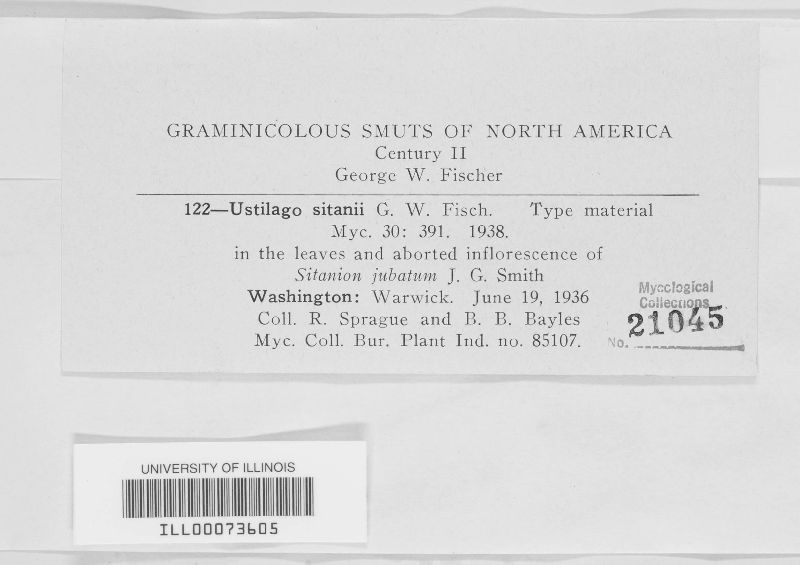 GRAMINICOLOUS SMUTS OF NORTH AMERICA
Century II
George W. Fischer
122—Ustilago sitanii G. W. Fisch. Type material
Myc. 30: 391. 1938.
in the leaves and aborted inflorescence of
Sitanion jubatum J. G. Smith
Washington: Warwick. June 19, 1936
Coll. R. Sprague and B. B. Bayles
Myc. Coll. Bur. Plant Ind. no. 85107.
Mycological
Collections
21045
No.
UNIVERSITY OF ILLINOIS
ILL00073605